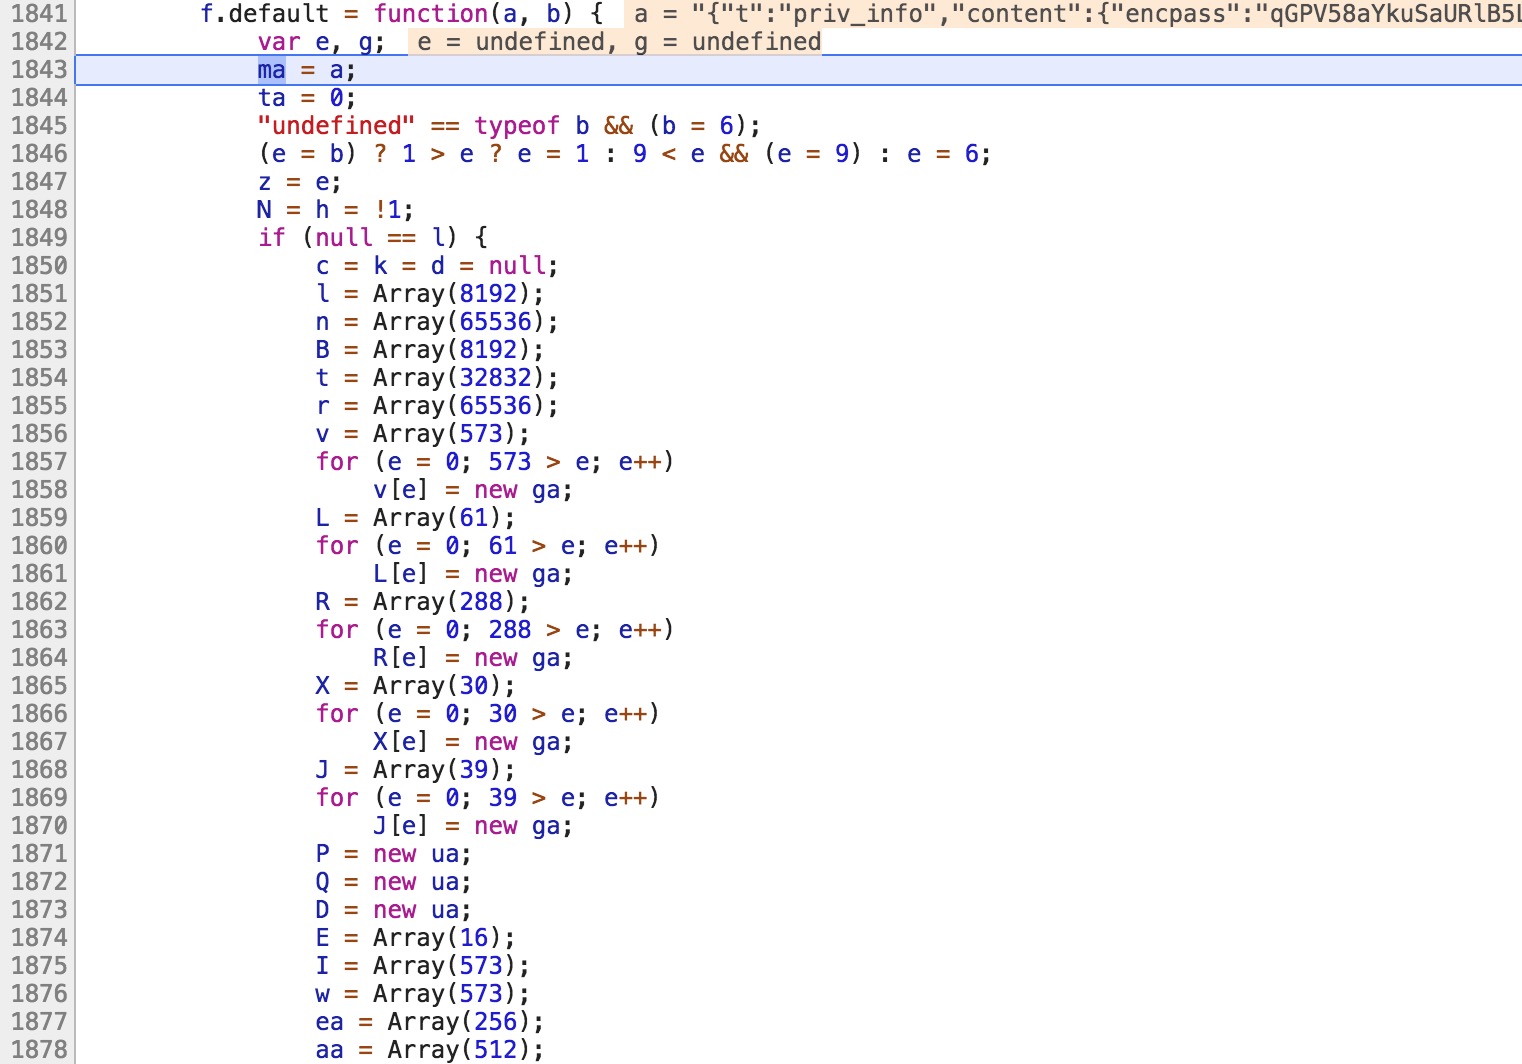 1841 f.default = function(a, b) { a = "{"t":"priv_info","content":{"encpass":"qGPV58aYkuSaURlB5L
1842 var e, g; e = undefined, g = undefined
1843 ma = a;
1844 ta = 0;
1845 "undefined" == typeof b && (b = 6);
1846 (e = b) ? 1 > e ? e = 1 : 9 < e && (e = 9) : e = 6;
1847 z = e;
1848 N = h = !1;
1849 if (null == l) {
1850 c = k = d = null;
1851 l = Array(8192);
1852 n = Array(65536);
1853 B = Array(8192);
1854 t = Array(32832);
1855 r = Array(65536);
1856 v = Array(573);
1857 for (e = 0; 573 > e; e++)
1858 v[e] = new ga;
1859 L = Array(61);
1860 for (e = 0; 61 > e; e++)
1861 L[e] = new ga;
1862 R = Array(288);
1863 for (e = 0; 288 > e; e++)
1864 R[e] = new ga;
1865 X = Array(30);
1866 for (e = 0; 30 > e; e++)
1867 X[e] = new ga;
1868 J = Array(39);
1869 for (e = 0; 39 > e; e++)
1870 J[e] = new ga;
1871 P = new ua;
1872 Q = new ua;
1873 D = new ua;
1874 E = Array(16);
1875 I = Array(573);
1876 w = Array(573);
1877 ea = Array(256);
1878 aa = Array(512);